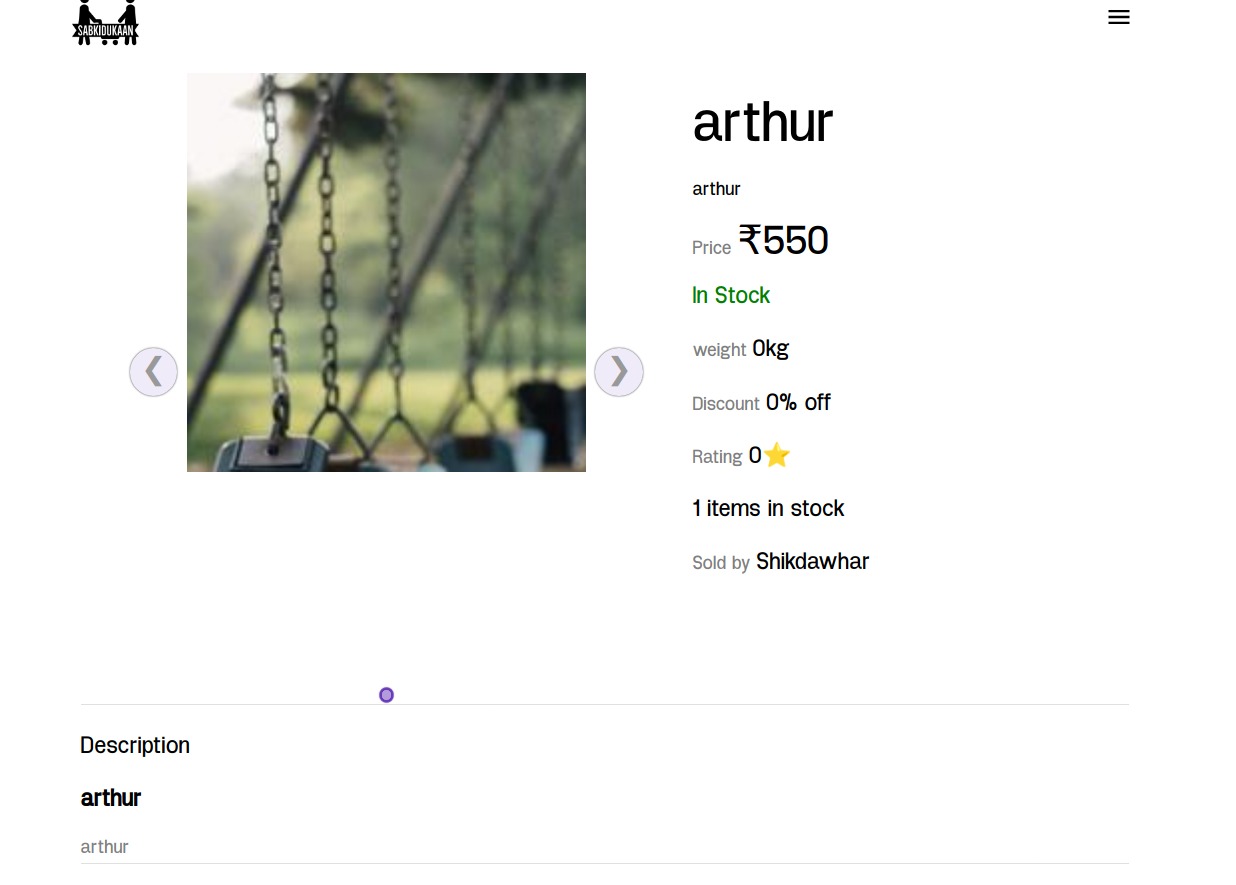 SABKIDUKAAN
arthur
arthur
Price ₹550
In Stock
weight 0kg
Discount 0% off
Rating 0⭐
1 items in stock
Sold by Shikdawhar
❮
❯
Description
arthur
arthur